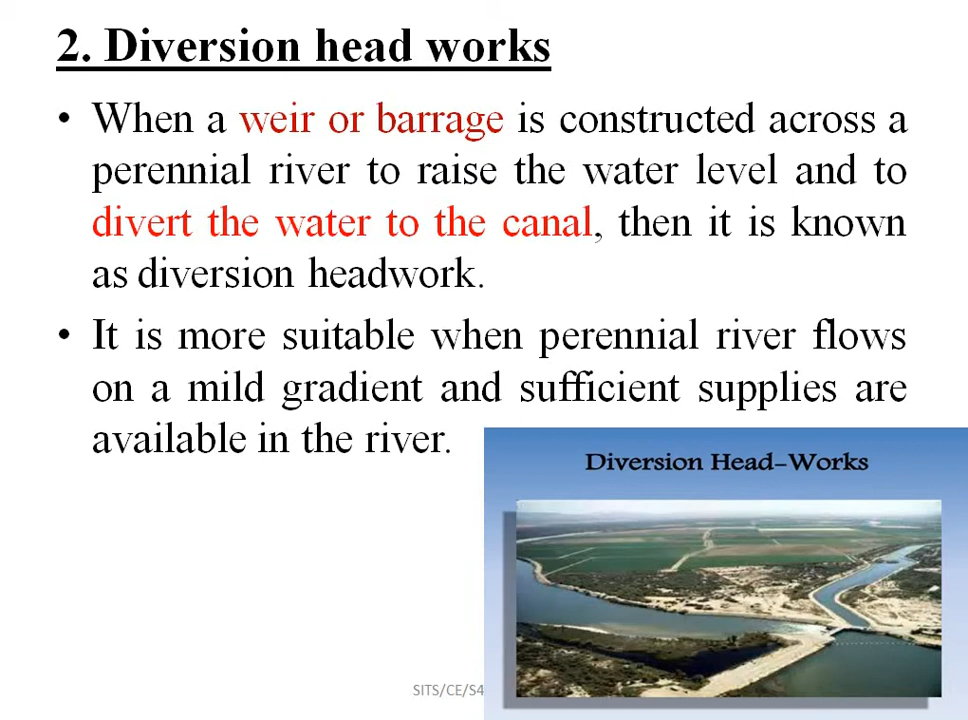 2. Diversion head works
• When a weir or barrage is constructed across a
perennial river to raise the water level and to
divert the water to the canal, then it is known
as diversion headwork.
• It is more suitable when perennial river flows
on a mild gradient and sufficient supplies are
available in the river.
Diversion Head-Works
SITS/CE/S4